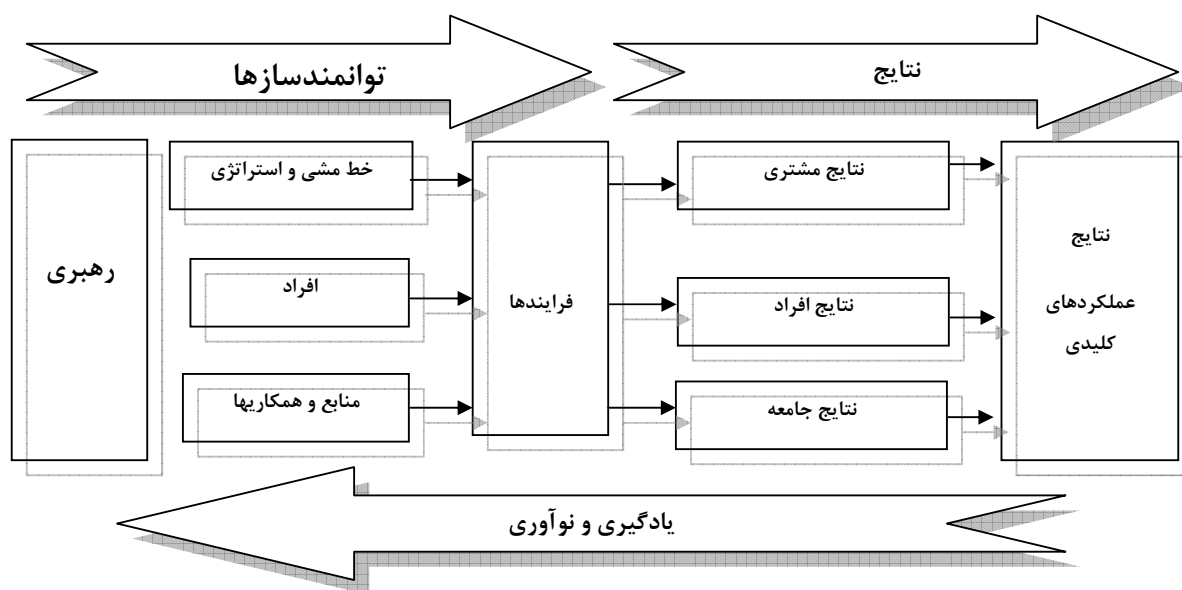 توانمندسازها
نتایج
رهبری
خط مشی و استراتژی
افراد
منابع و همکاریها
فرایندها
نتایج مشتری
نتایج افراد
نتایج جامعه
نتایج
عملکردهای
کلیدی
یادگیری و نوآوری